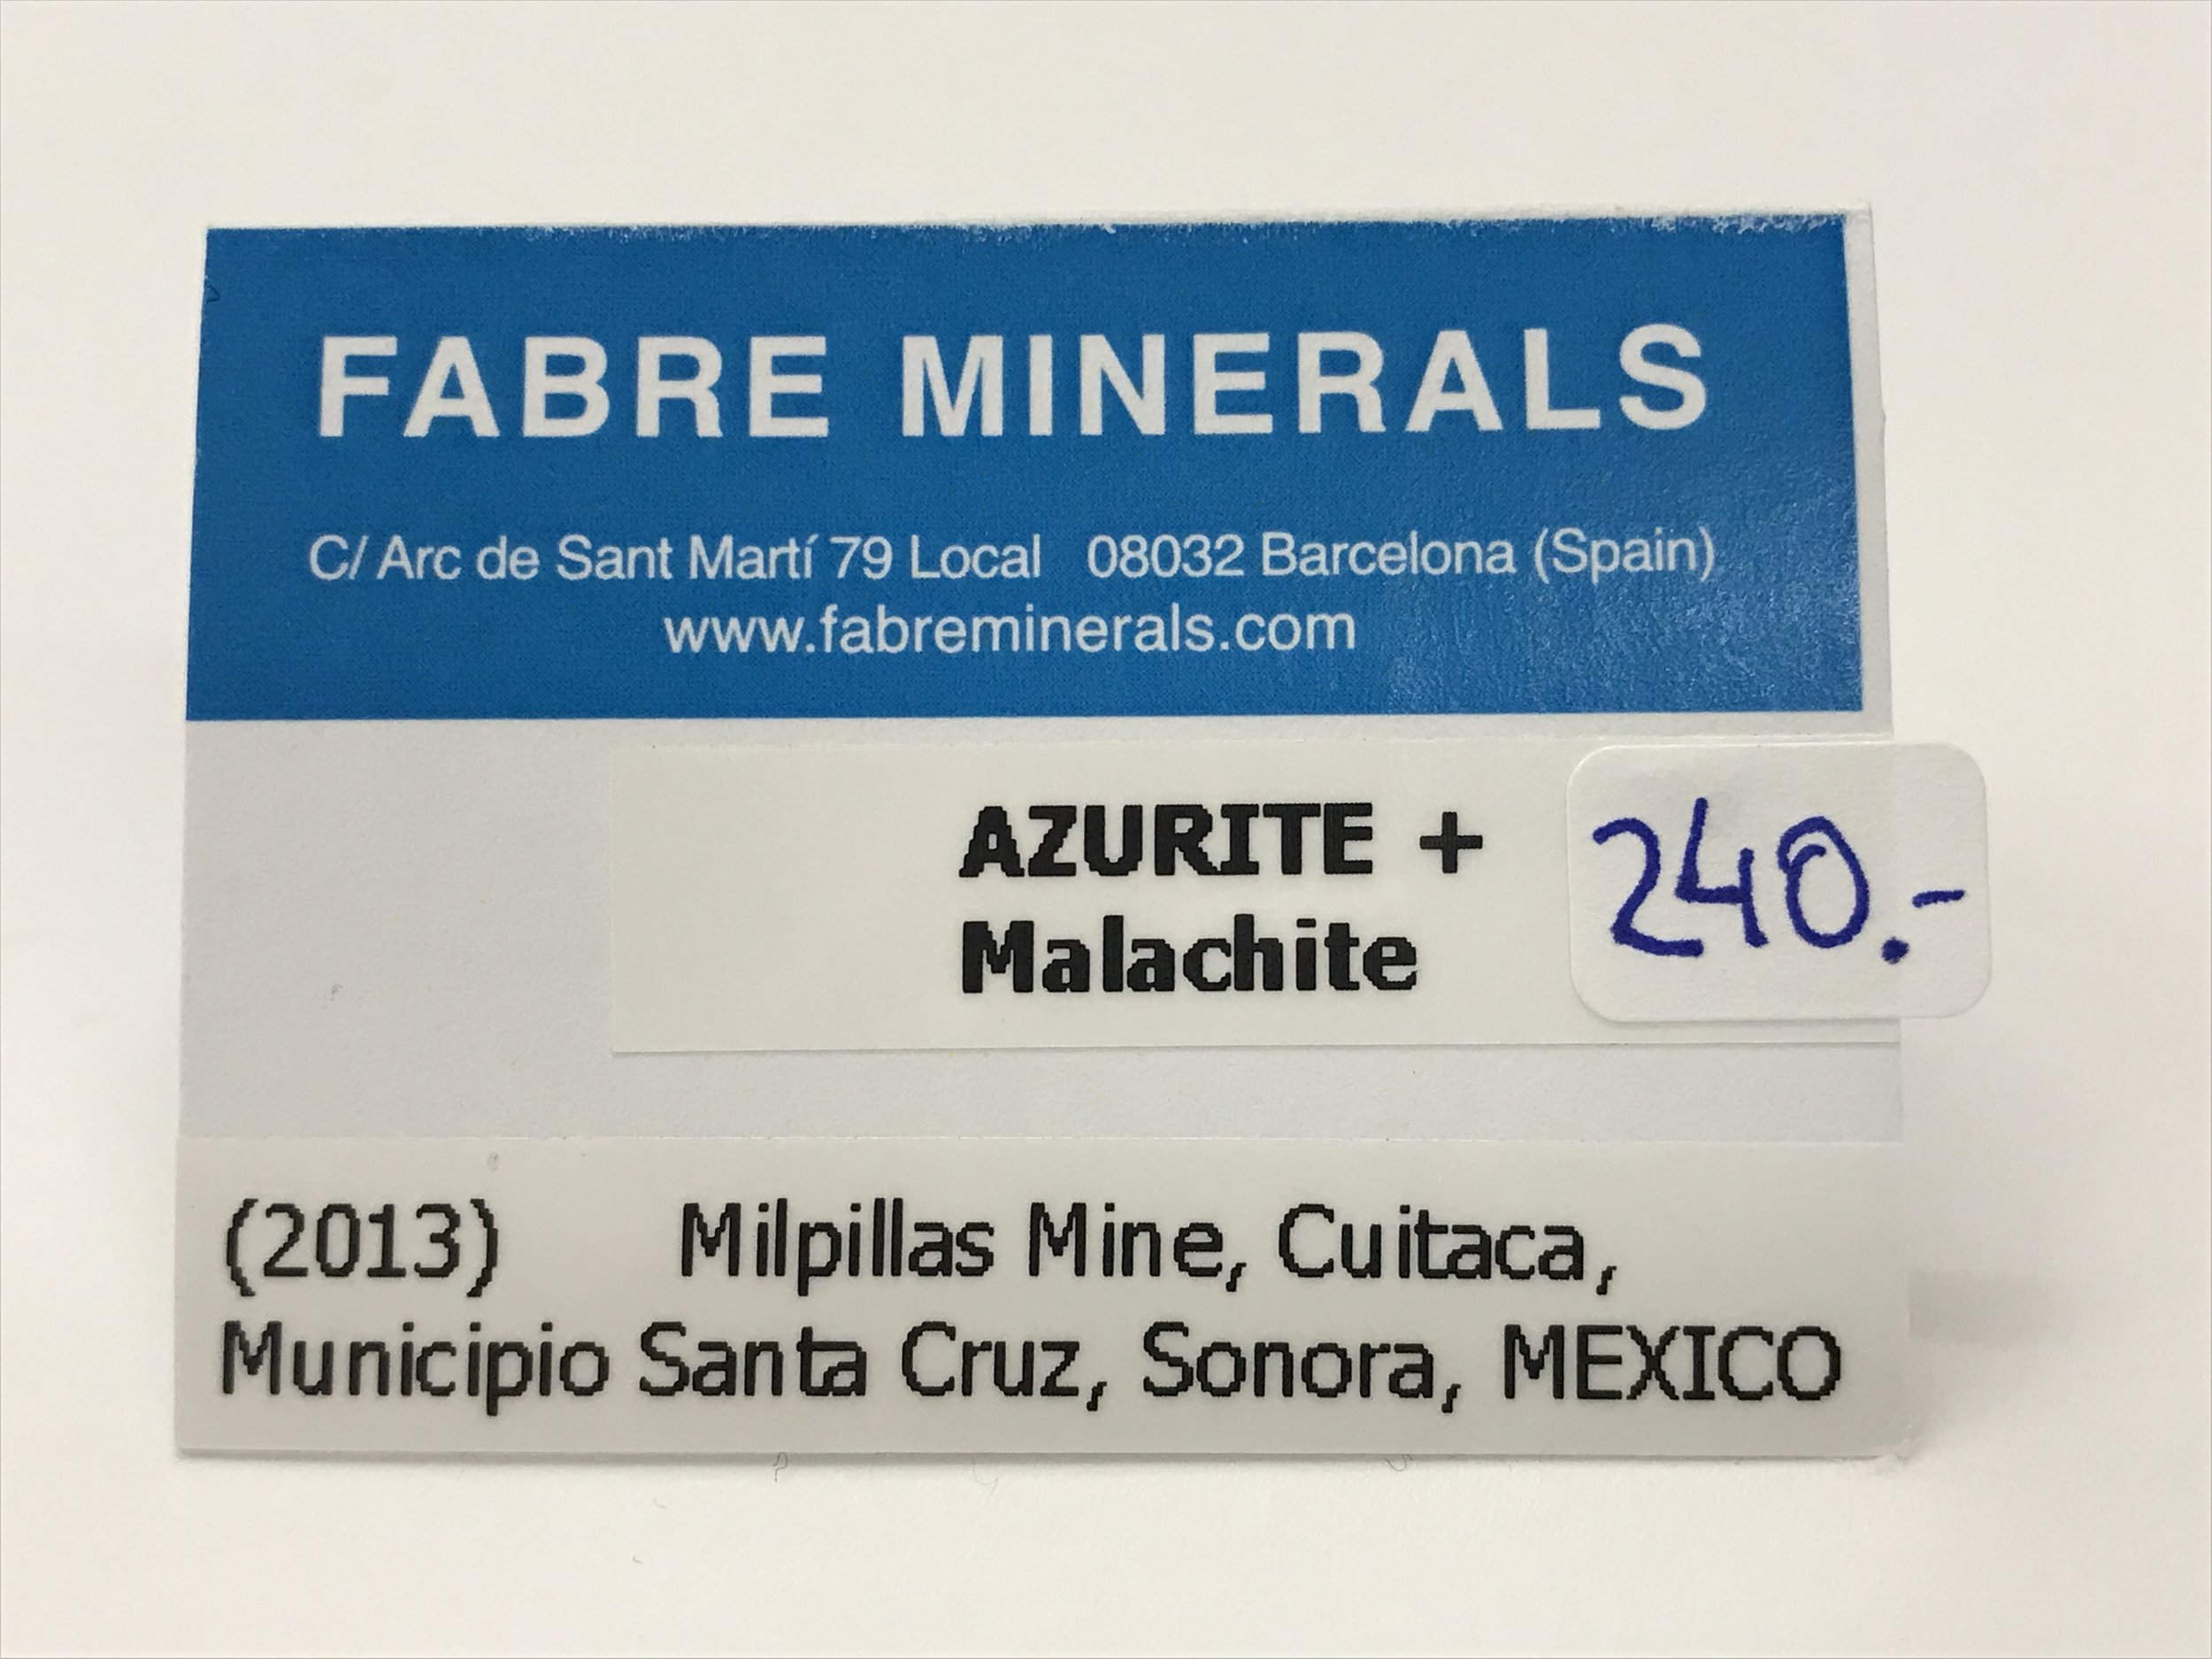 FABRE MINERALS
C/ Arc de Sant Martí 79 Local 08032 Barcelona (Spain)
www.fabreminerals.com
AZURITE +
Malachite
240.-
(2013) Milpillas Mine, Cuitaca,
Municipio Santa Cruz, Sonora, MEXICO